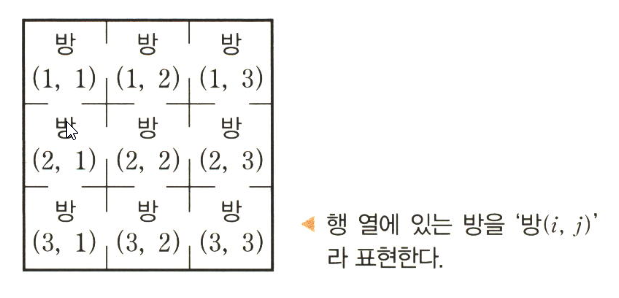 방 방 방
(1, 1) (1, 2) (1, 3)
방 방 방
(2, 1) (2, 2) (2, 3)
방 방 방
(3, 1) (3, 2) (3, 3)
행 열에 있는 방을 ‘방(i, j)’
라 표현한다.